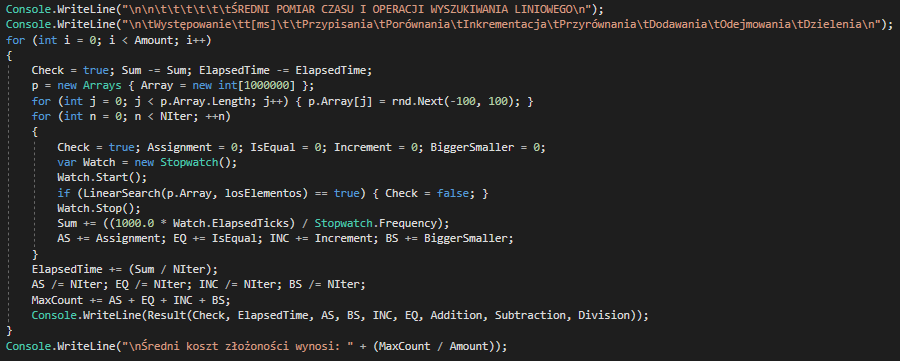 Console.WriteLine("\n\n\t\t\t\t\t\tŚREDNI POMIAR CZASU I OPERACJI WYSZUKIWANIA LINIOWEGO\n");
Console.WriteLine("\n\tWystępowanie\tt[ms]\t\tPrzypisania\tPorównania\tInkrementacja\tPrzyrównania\tDodawania\tOdejmowania\tDzielenia\n");
for (int i = 0; i < Amount; i++)
{
Check = true; Sum -= Sum; ElapsedTime -= ElapsedTime;
p = new Arrays { Array = new int[1000000] };
for (int j = 0; j < p.Array.Length; j++) { p.Array[j] = rnd.Next(-100, 100); }
for (int n = 0; n < NIter; ++n)
{
Check = true; Assignment = 0; IsEqual = 0; Increment = 0; BiggerSmaller = 0;
var Watch = new Stopwatch();
Watch.Start();
if (LinearSearch(p.Array, losElementos) == true) { Check = false; }
Watch.Stop();
Sum += ((1000.0 * Watch.ElapsedTicks) / Stopwatch.Frequency);
AS += Assignment; EQ += IsEqual; INC += Increment; BS += BiggerSmaller;
}
ElapsedTime += (Sum / NIter);
AS /= NIter; EQ /= NIter; INC /= NIter; BS /= NIter;
MaxCount += AS + EQ + INC + BS;
Console.WriteLine(Result(Check, ElapsedTime, AS, BS, INC, EQ, Addition, Subtraction, Division));
}
Console.WriteLine("\nŚredni koszt złożoności wynosi: " + (MaxCount / Amount));